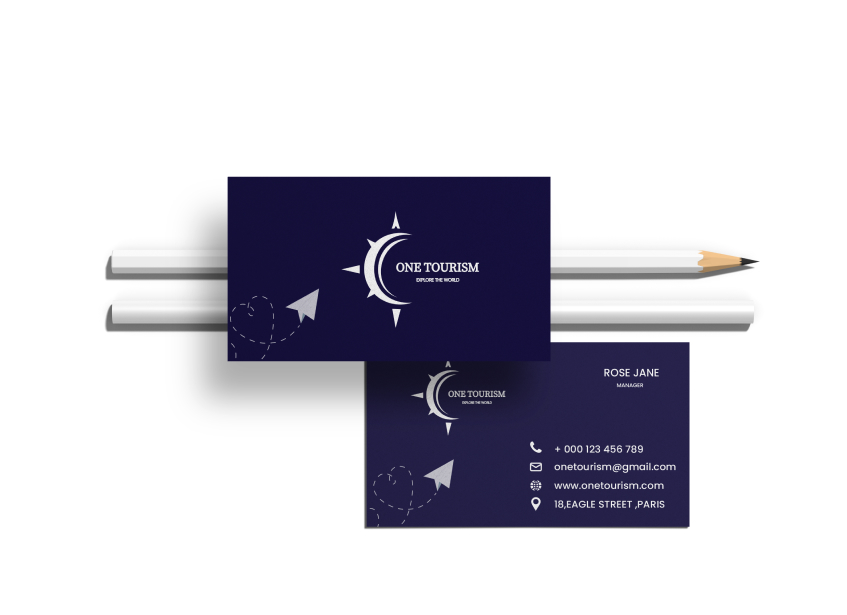 ONE TOURISM
EXPLORE THE WORLD
ONE TOURISM
EXPLORE THE WORLD
ROSE JANE
MANAGER
+ 000 123 456 789
onetourism@gmail.com
www.onetourism.com
18,EAGLE STREET ,PARIS